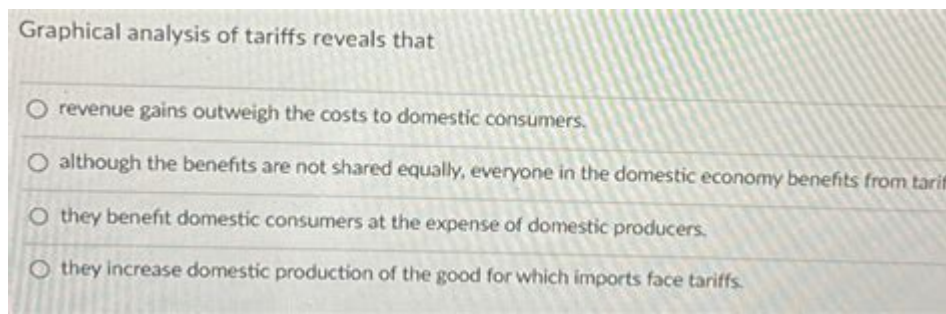 Graphical analysis of tariffs reveals that
revenue gains outweigh the costs to domestic consumers.
although the benefits are not shared equally, everyone in the domestic economy benefits from
they benefit domestic consumers at the expense of domestic producers.
they increase domestic production of the good for which imports face tariffs.